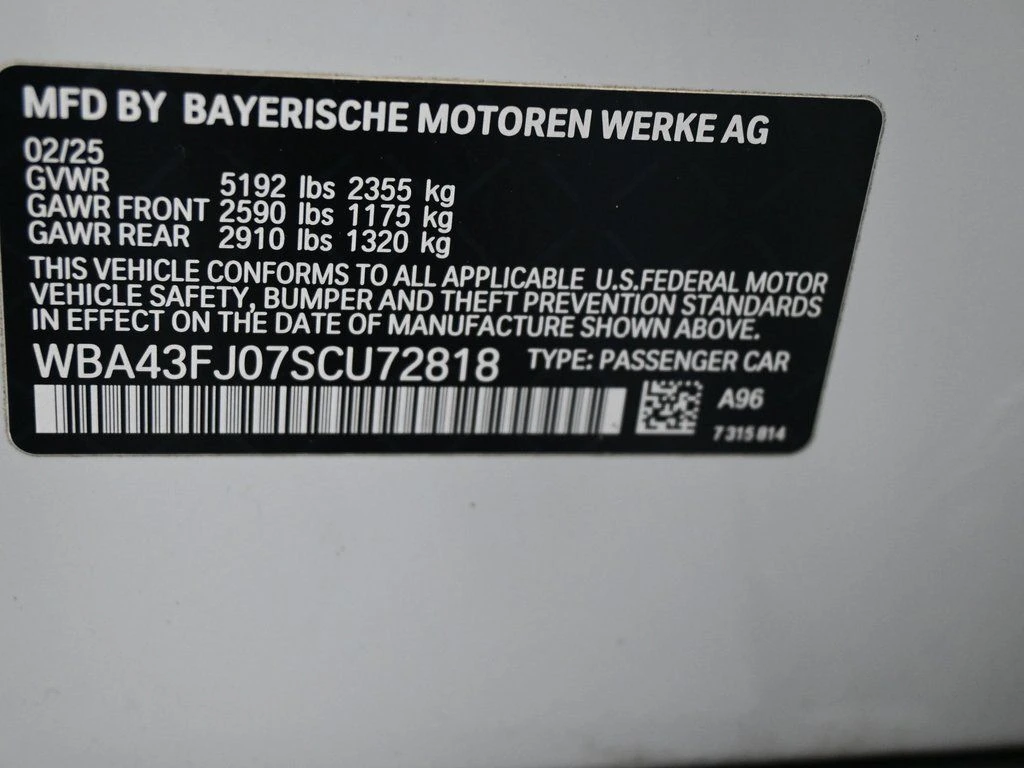 MFD BY BAYERISCHE MOTOREN WERKE AG
02/25
GVWR 5192 lbs 2355 kg
GAWR FRONT 2590 lbs 1175 kg
GAWR REAR 2910 lbs 1320 kg
THIS VEHICLE CONFORMS TO ALL APPLICABLE U.S.FEDERAL MOTOR
VEHICLE SAFETY, BUMPER AND THEFT PREVENTION STANDARDS
IN EFFECT ON THE DATE OF MANUFACTURE SHOWN ABOVE.
WBA43FJ07SCU72818 TYPE: PASSENGER CAR
A96
7 315 814